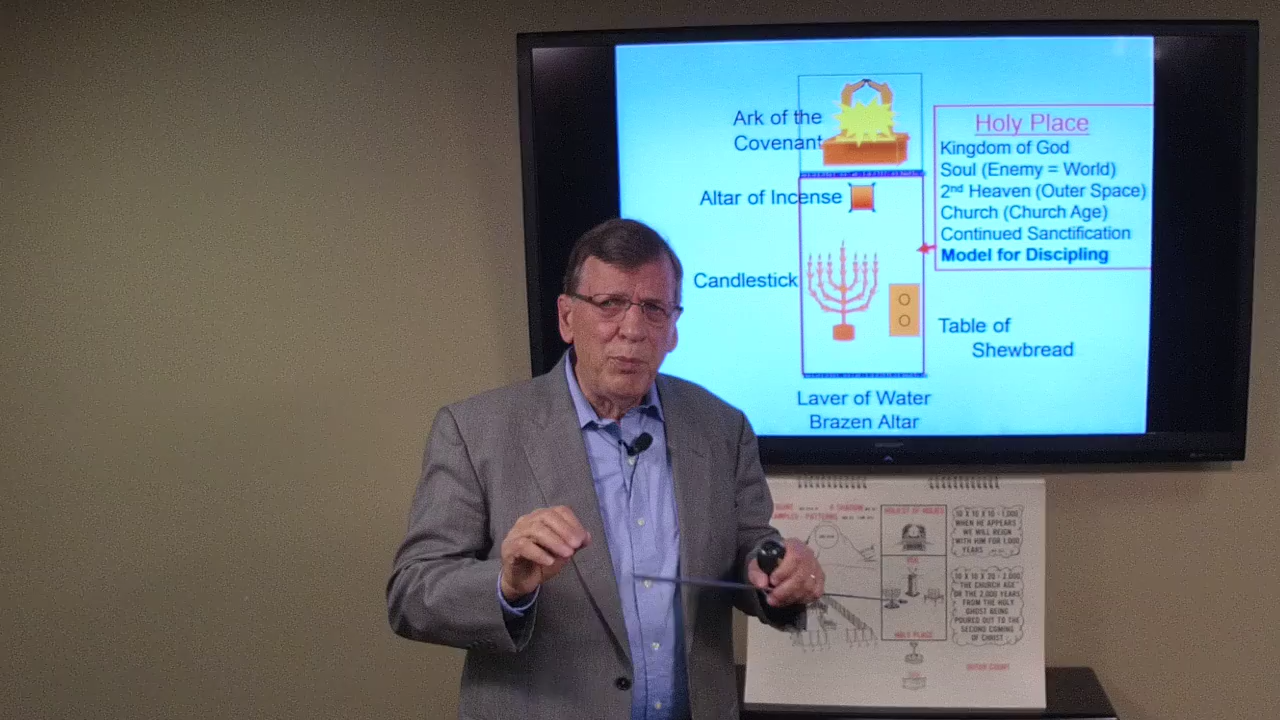 Ark of the
Covenant
Altar of Incense
Candlestick
Holy Place
Kingdom of God
Soul (Enemy = World)
2nd Heaven (Outer Space)
Church (Church Age)
Continued Sanctification
Model for Discipling
Table of
Shewbread
Laver of Water
Brazen Altar
A SHADOW
PATTERNS
HOLIEST OF HOLIES
10 X 10 X 10 - 1,000
WHEN HE APPEARS
WE WILL REIGN
WITH HIM FOR 1,000
YEARS
10 X 10 X 20 - 2,000
THE CHURCH AGE
OR THE 2,000 YEARS
FROM THE HOLY
GHOST BEING
POURED OUT TO THE
SECOND COMING
OF CHRIST
HOLY PLACE
OUTER COURT